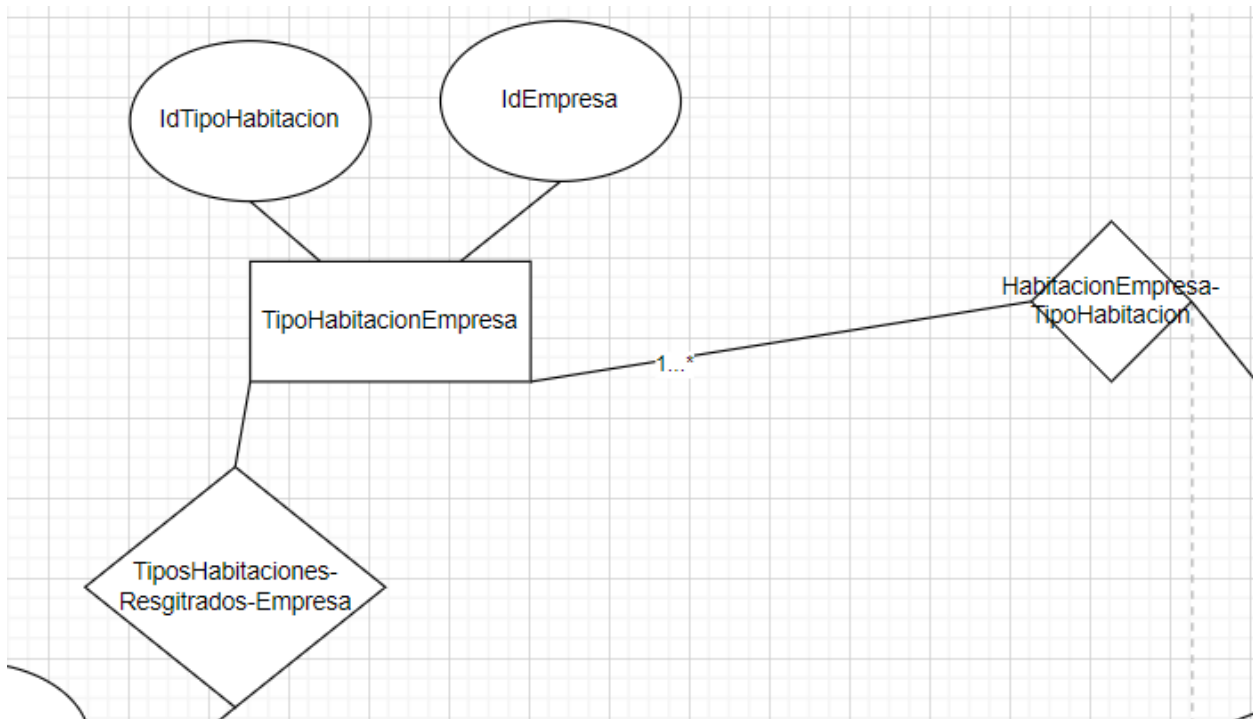 IdTipoHabitacion
IdEmpresa
TipoHabitacionEmpresa
HabitacionEmpresa-
TipoHabitacion
1...*
TiposHabitaciones-
Resgitrados-Empresa